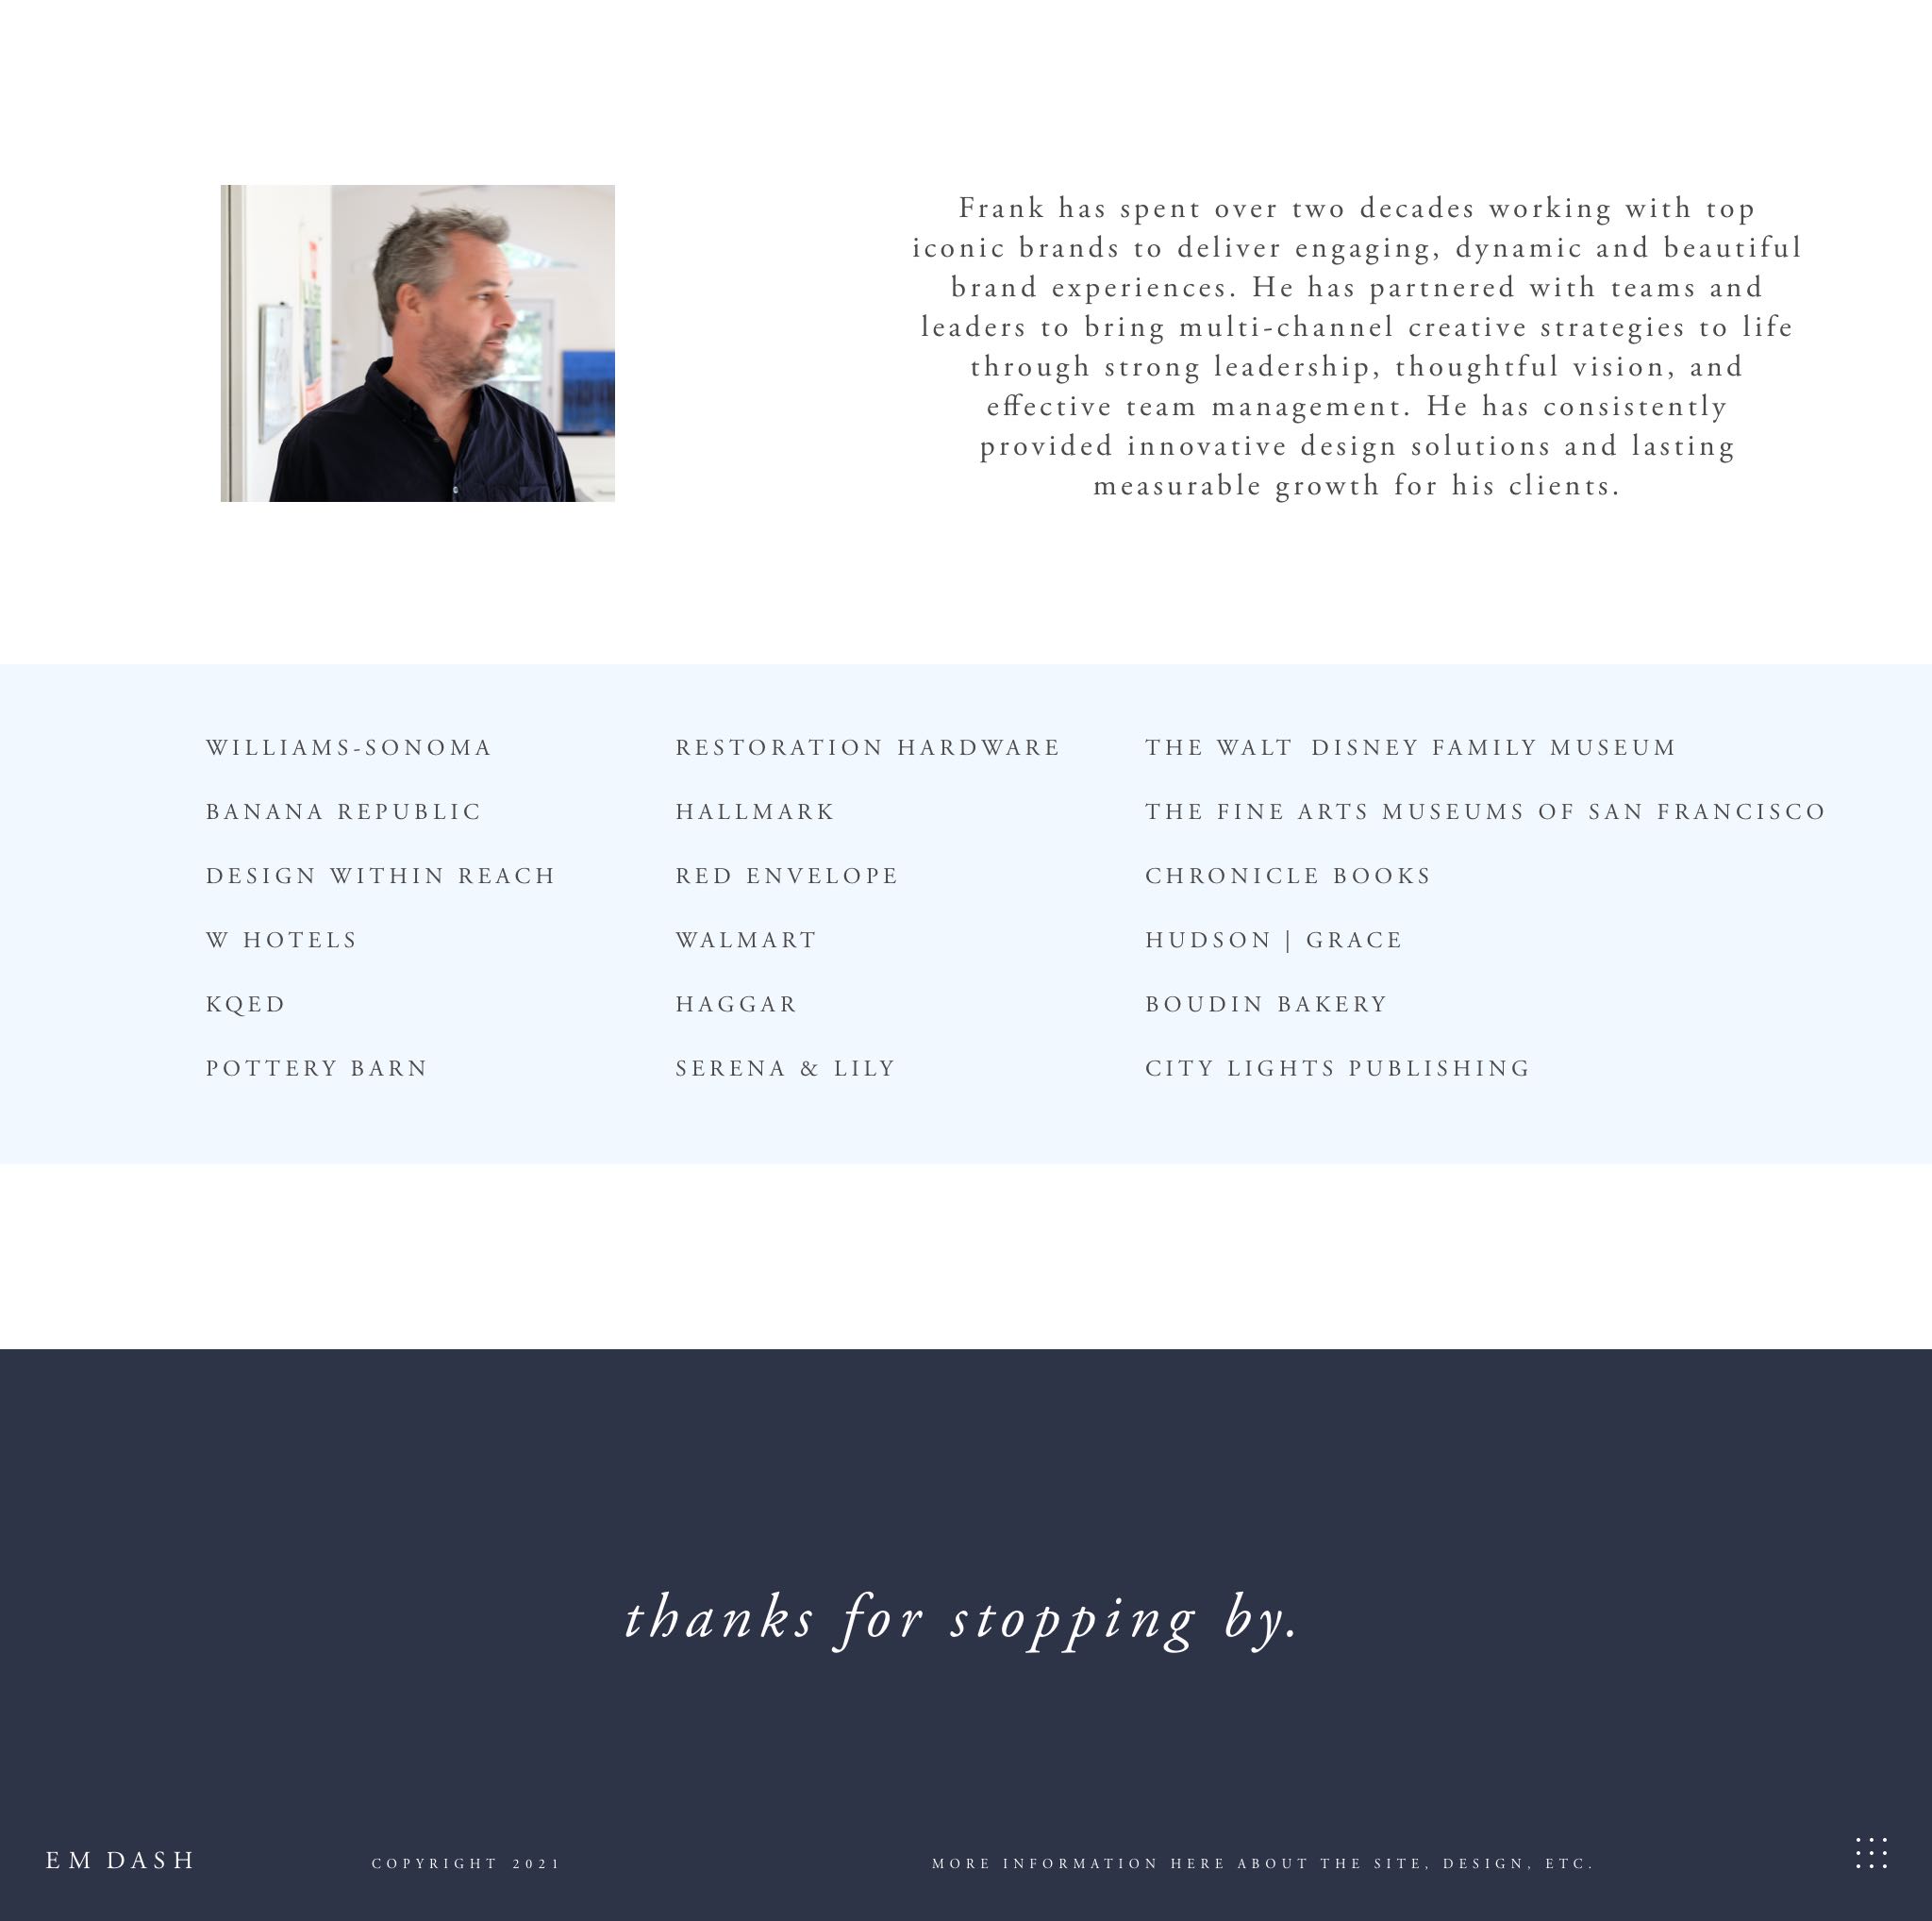 Frank has spent over two decades working with top
iconic brands to deliver engaging, dynamic and beautiful
brand experiences. He has partnered with teams and
leaders to bring multi-channel creative strategies to life
through strong leadership, thoughtful vision, and
effective team management. He has consistently
provided innovative design solutions and lasting
measurable growth for his clients.
WILLIAMS-SONOMA
BANANA REPUBLIC
DESIGN WITHIN REACH
W HOTELS
KQED
POTTERY BARN
RESTORATION HARDWARE
HALLMARK
RED ENVELOPE
WALMART
HAGGAR
SERENA & LILY
THE WALT DISNEY FAMILY MUSEUM
THE FINE ARTS MUSEUMS OF SAN FRANCISCO
CHRONICLE BOOKS
HUDSON | GRACE
BOUDIN BAKERY
CITY LIGHTS PUBLISHING
thanks for stopping by.
EM DASH
COPYRIGHT 2021
MORE INFORMATION HERE ABOUT THE SITE, DESIGN, ETC.